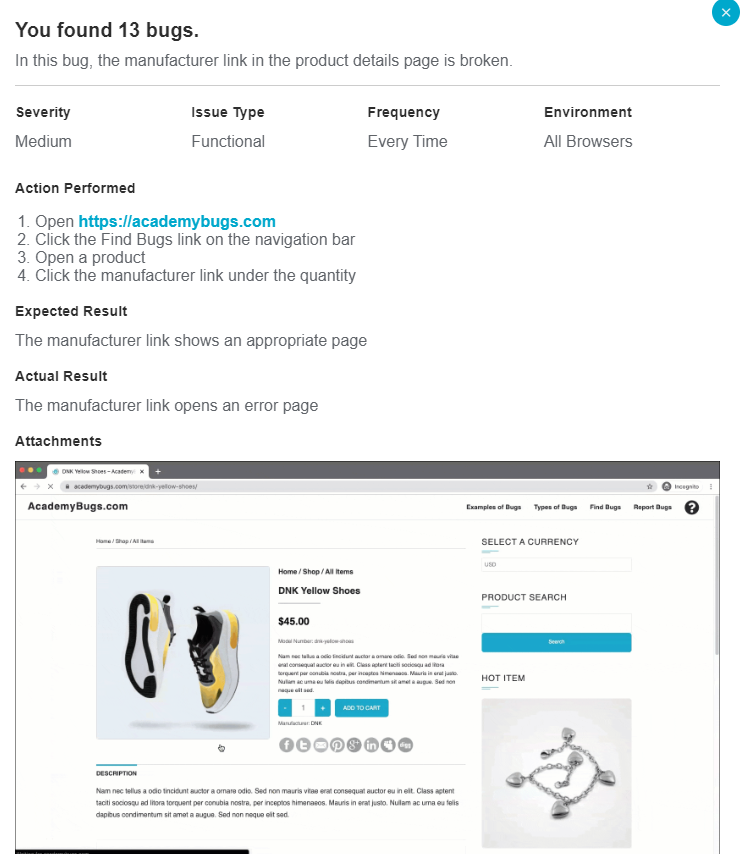 You found 13 bugs.
In this bug, the manufacturer link in the product details page is broken.
Severity
Issue Type
Frequency
Environment
Medium
Functional
Every Time
All Browsers
Action Performed
1. Open https://academybugs.com
2. Click the Find Bugs link on the navigation bar
3. Open a product
4. Click the manufacturer link under the quantity
Expected Result
The manufacturer link shows an appropriate page
Actual Result
The manufacturer link opens an error page
Attachments
DNK Yellow Shoes – Academy
academybugs.com/store/dnk-yellow-shoes/
Incognito
AcademyBugs.com
Examples of Bugs
Types of Bugs
Find Bugs
Report Bugs
?
Home / Shop / All Items
Home / Shop / All Items
DNK Yellow Shoes
$45.00
Model Number: dnk-yellow-shoes
Nam nec tellus a odio tincidunt auctor a ornare odio. Sed non mauris vitae
erat consequat auctor eu in elit. Class aptent taciti sociosqu ad litora
torquent per conubia nostra, per inceptos himenaeos. Mauris in erat justo.
Nullam ac urna eu felis dapibus condimentum sit amet a augue. Sed non
neque elit sed.
- 1 + ADD TO CART
Manufacturer: DNK
DESCRIPTION
Nam nec tellus a odio tincidunt auctor a ornare odio. Sed non mauris vitae erat consequat auctor eu in elit. Class aptent
taciti sociosqu ad litora torquent per conubia nostra, per inceptos himenaeos. Mauris in erat justo. Nullam ac urna eu felis
dapibus condimentum sit amet a augue. Sed non neque elit sed.
SELECT A CURRENCY
USD
PRODUCT SEARCH
Search
HOT ITEM